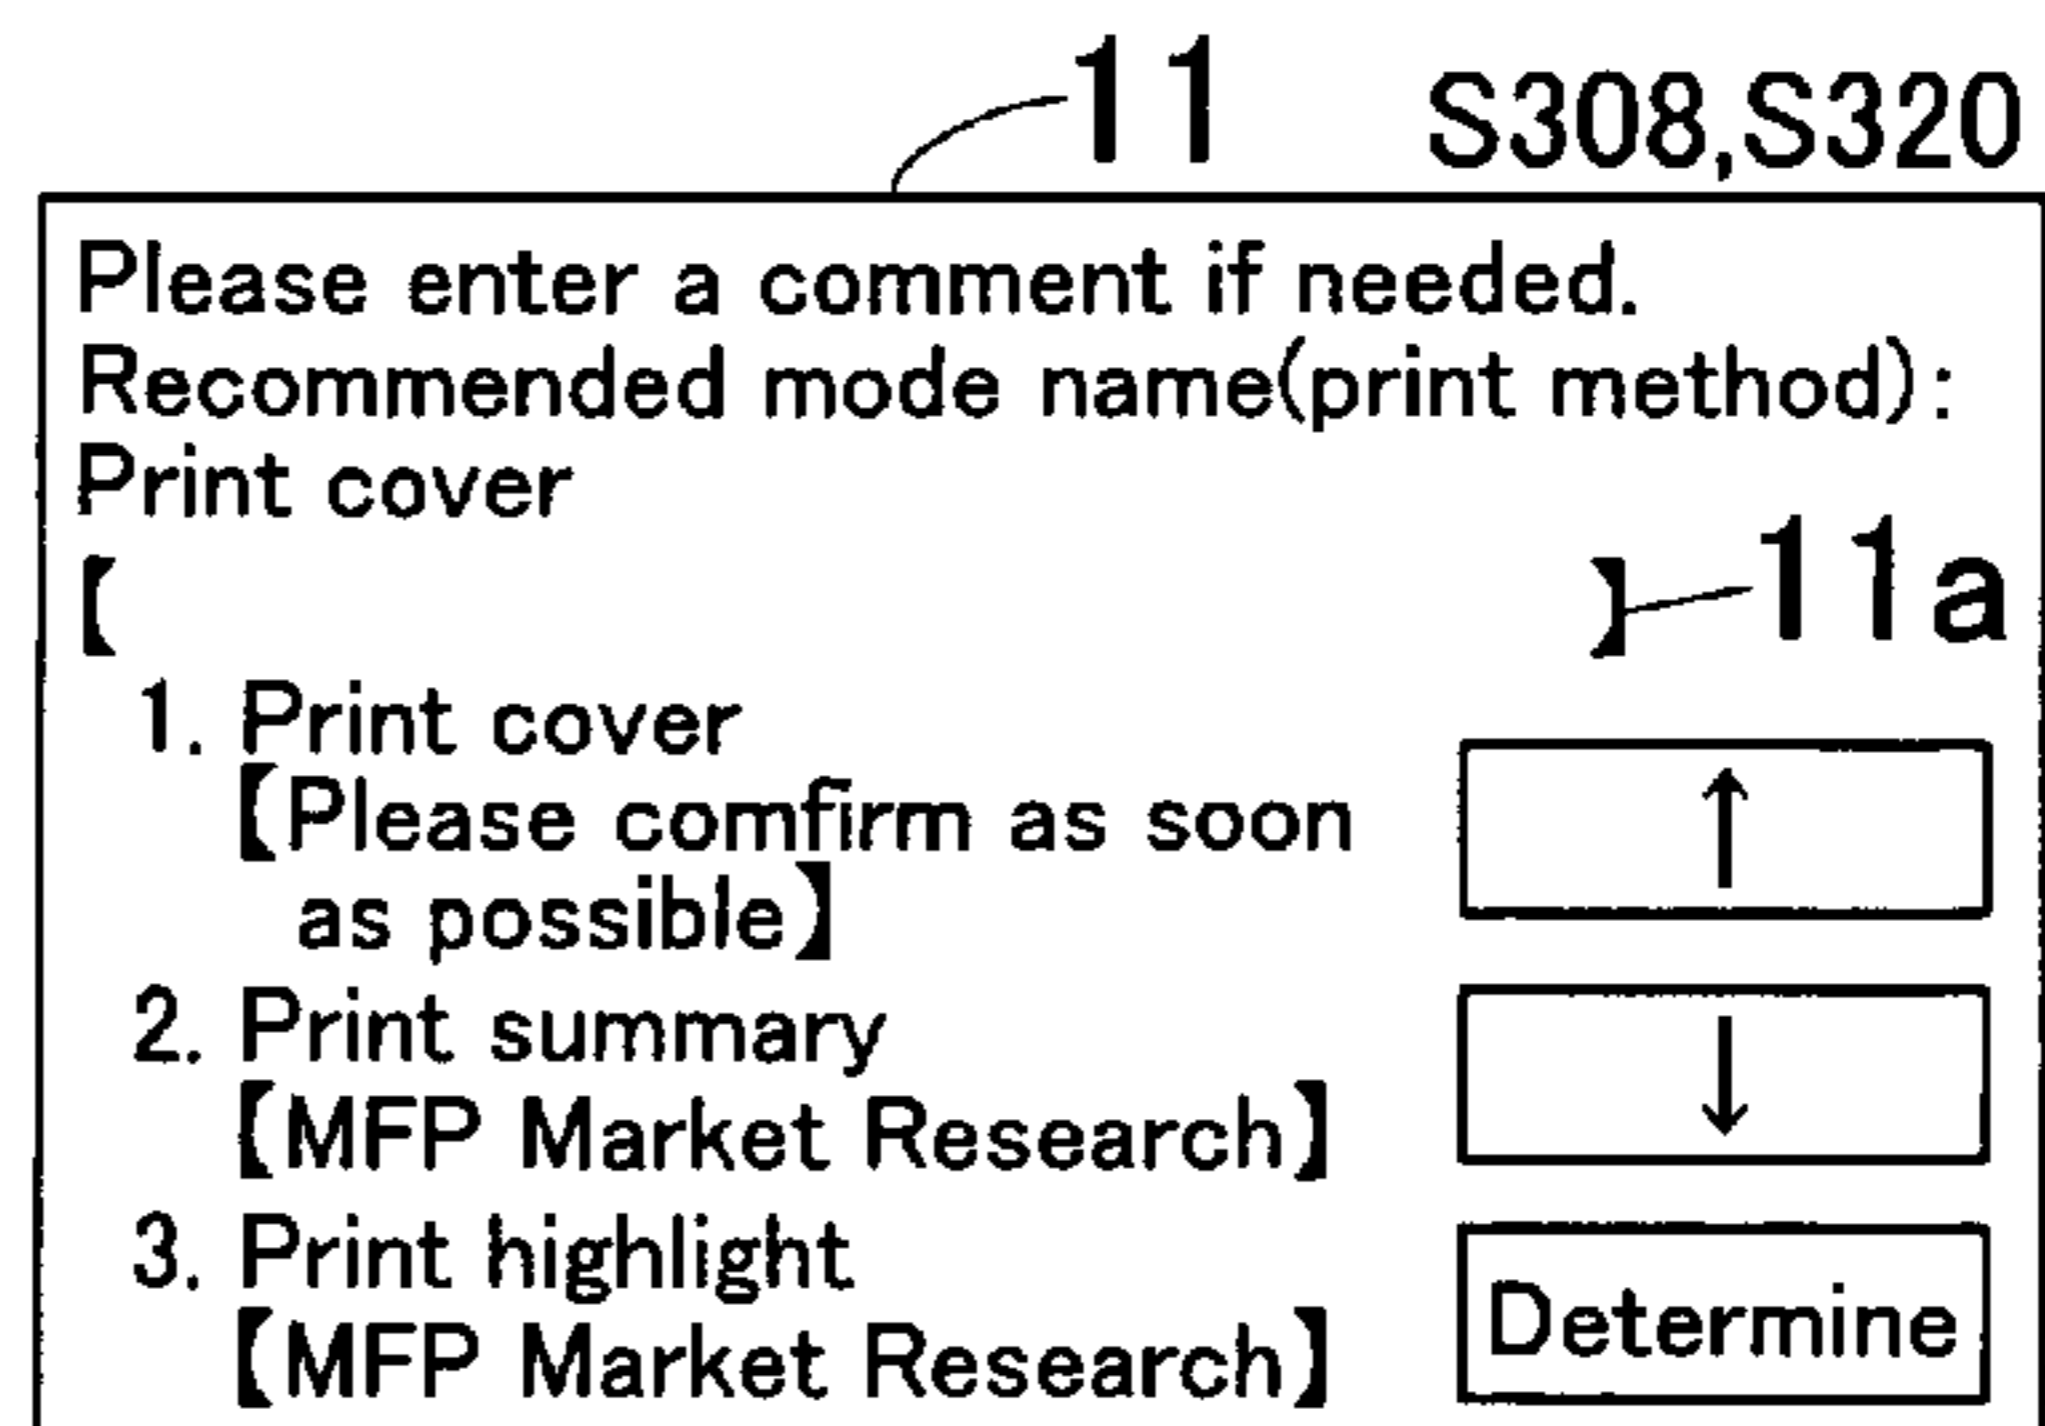 11 S308,S320
Please enter a comment if needed.
Recommended mode name(print method):
Print cover
【 】 11a
1. Print cover
【Please comfirm as soon
as possible】
↑
2. Print summary
【MFP Market Research】
↓
3. Print highlight
【MFP Market Research】
Determine